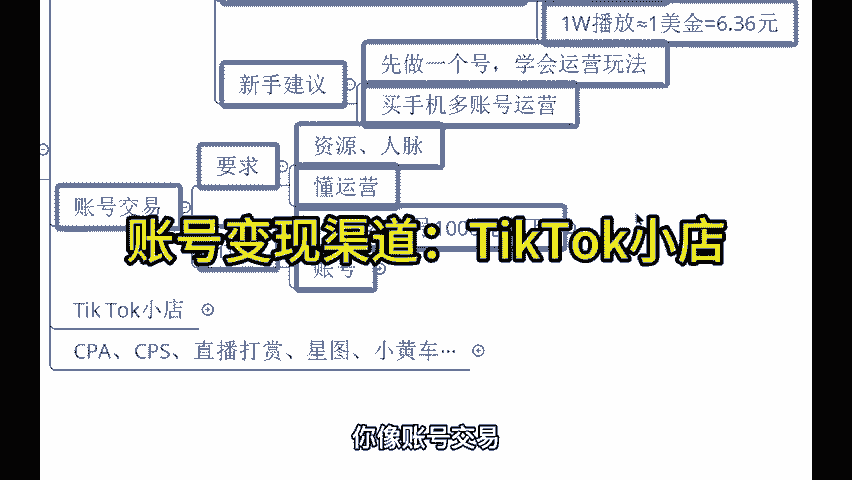 1W播放≈1美金=6.36元
先做一个号，学会运营玩法
新手建议
买手机多账号运营
资源、人脉
要求
懂运营
账号交易
账号变现渠道：TikTok小店
账号
Tik Tok小店
CPA、CPS、直播打赏、星图、小黄车…
你像账号交易